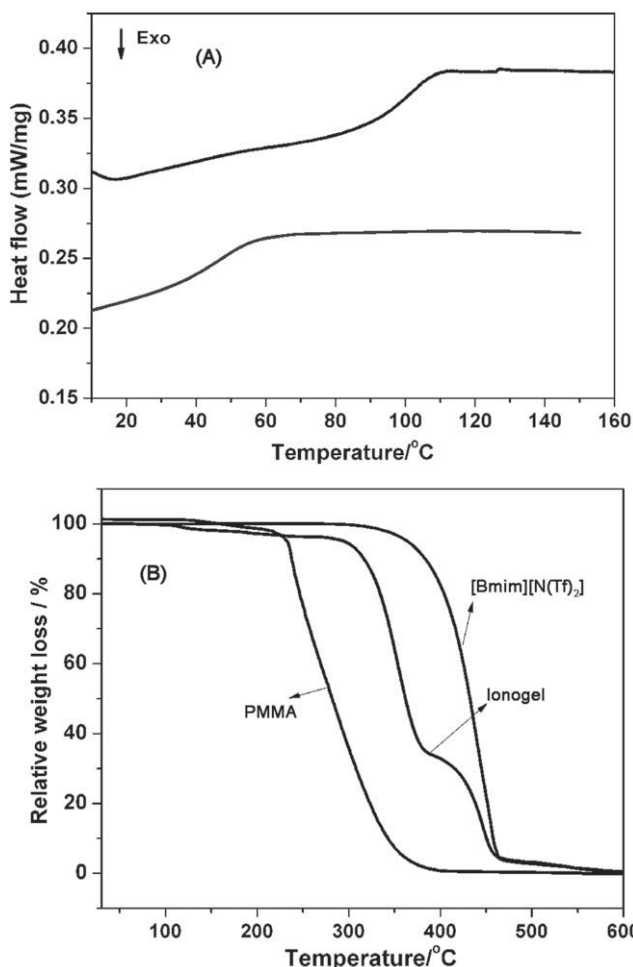 Exo
(A)
0.40
0.35
0.30
0.25
0.20
0.15
Heat flow (mW/mg)
20 40 60 80 100 120 140 160
Temperature/°C
(B)
100
80
60
40
20
0
Relative weight loss / %
[Bmim][N(Tf)₂]
Ionogel
PMMA
100 200 300 400 500 600
Temperature/°C